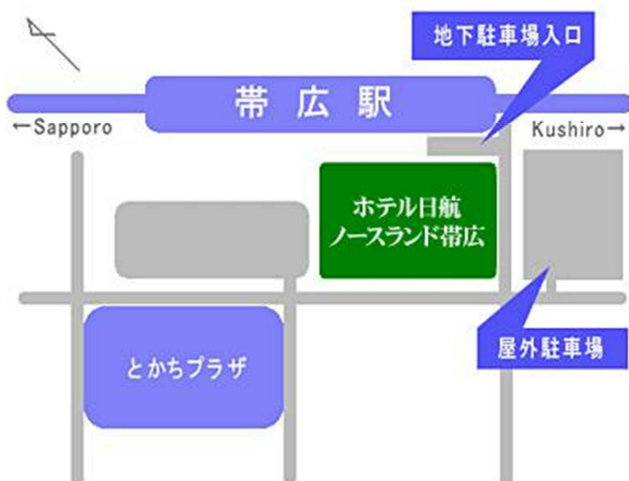 地下駐車場入口
帯広駅
←Sapporo
Kushiro→
ホテル日航
ノースランド帯広
とかちプラザ
屋外駐車場